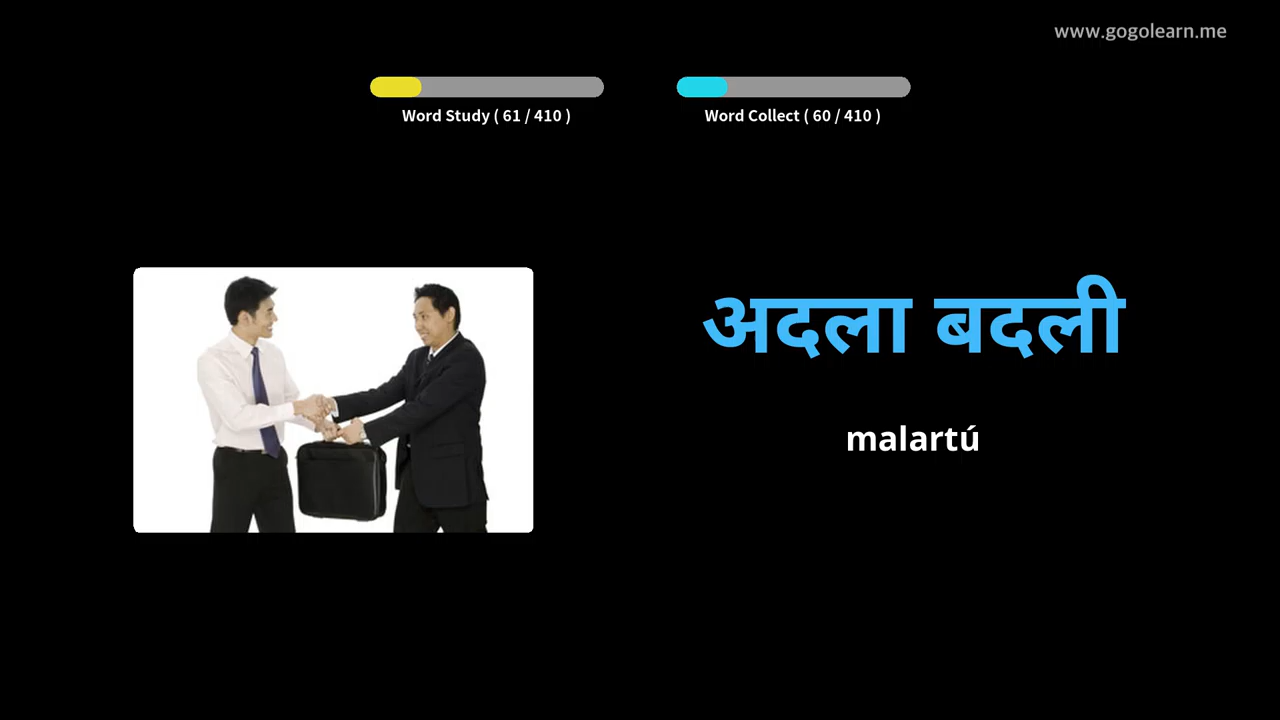 www.gogolearn.me
Word Study ( 61 / 410 )
Word Collect ( 60 / 410 )
अदला बदली
malartú